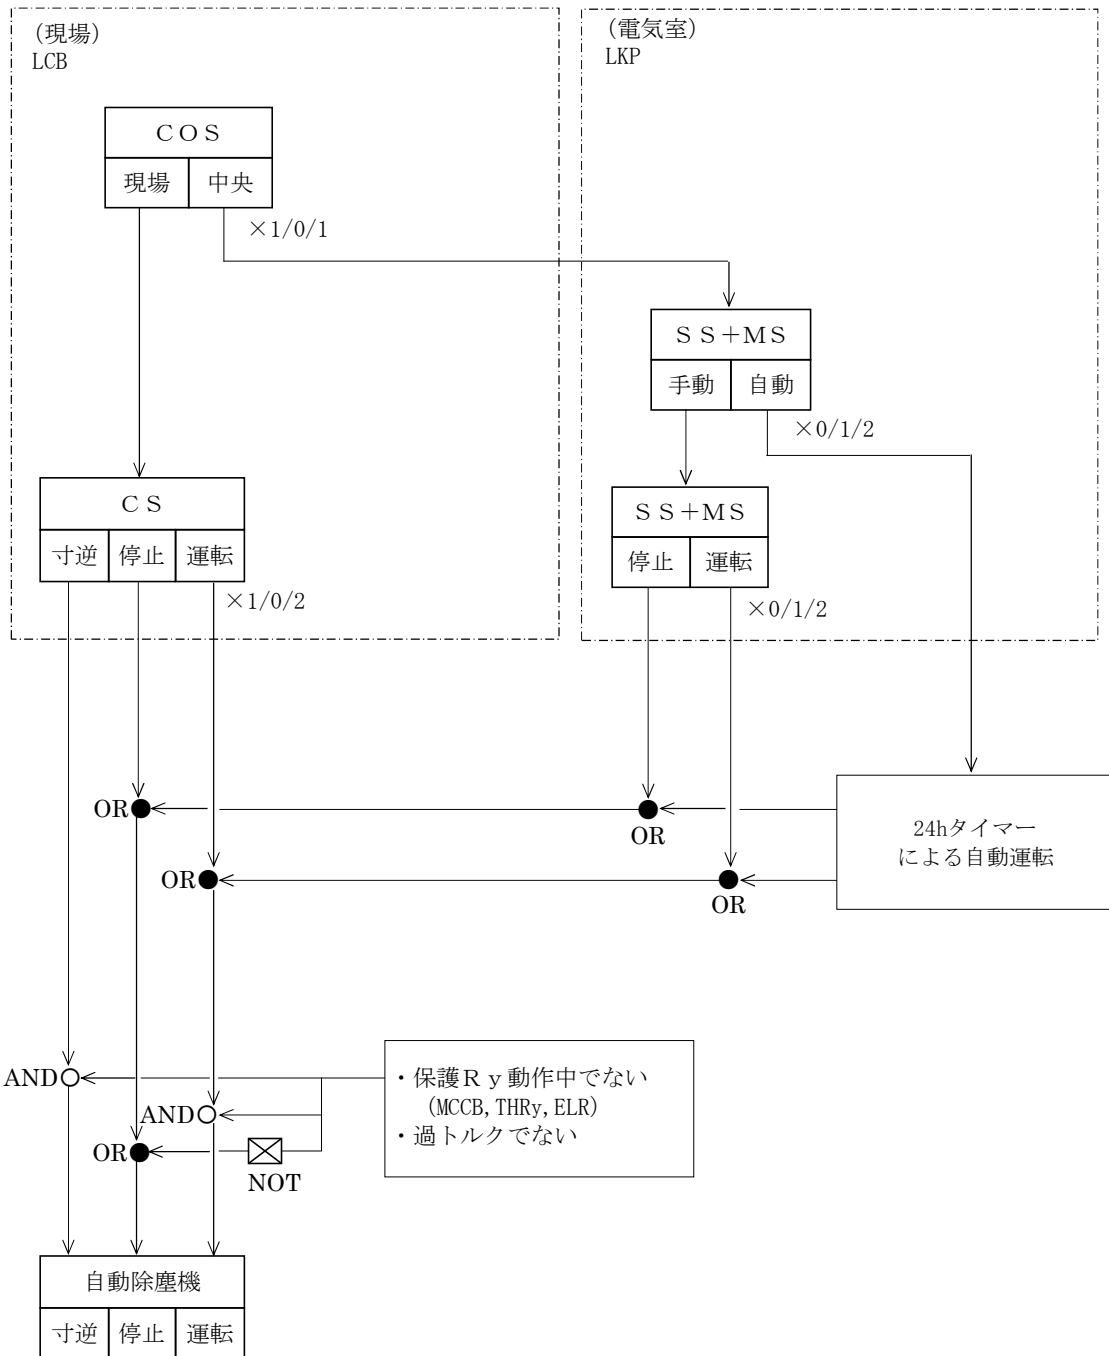 (現場)
LCB
(電気室)
LKP
COS
現場 中央
×1/0/1
SS+MS
手動 自動
×0/1/2
CS
寸逆 停止 運転
×1/0/2
SS+MS
停止 運転
×0/1/2
OR
OR
24hタイマー
による自動運転
OR
OR
AND
・保護Ry動作中でない
(MCCB,THRy,ELR)
・過トルクでない
AND
OR
NOT
自動除塵機
寸逆 停止 運転